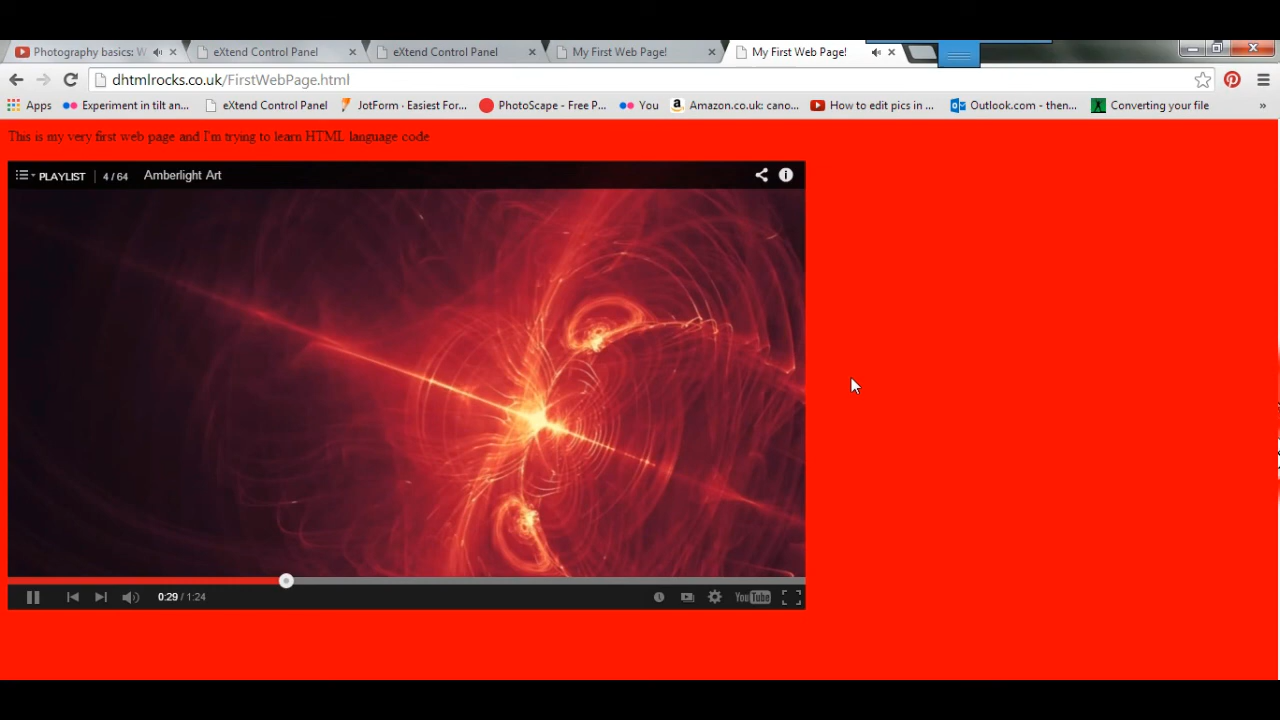 Photography basics: W
eXtend Control Panel
eXtend Control Panel
My First Web Page!
My First Web Page!
dhtmlrocks.co.uk/FirstWebPage.html
Apps
Experiment in tilt an...
eXtend Control Panel
JotForm · Easiest For...
PhotoScape - Free P...
You
Amazon.co.uk: cano...
How to edit pics in ...
Outlook.com - then...
Converting your file
»
This is my very first web page and I'm trying to learn HTML language code
PLAYLIST
4 / 64
Amberlight Art
0:29 / 1:24
YouTube